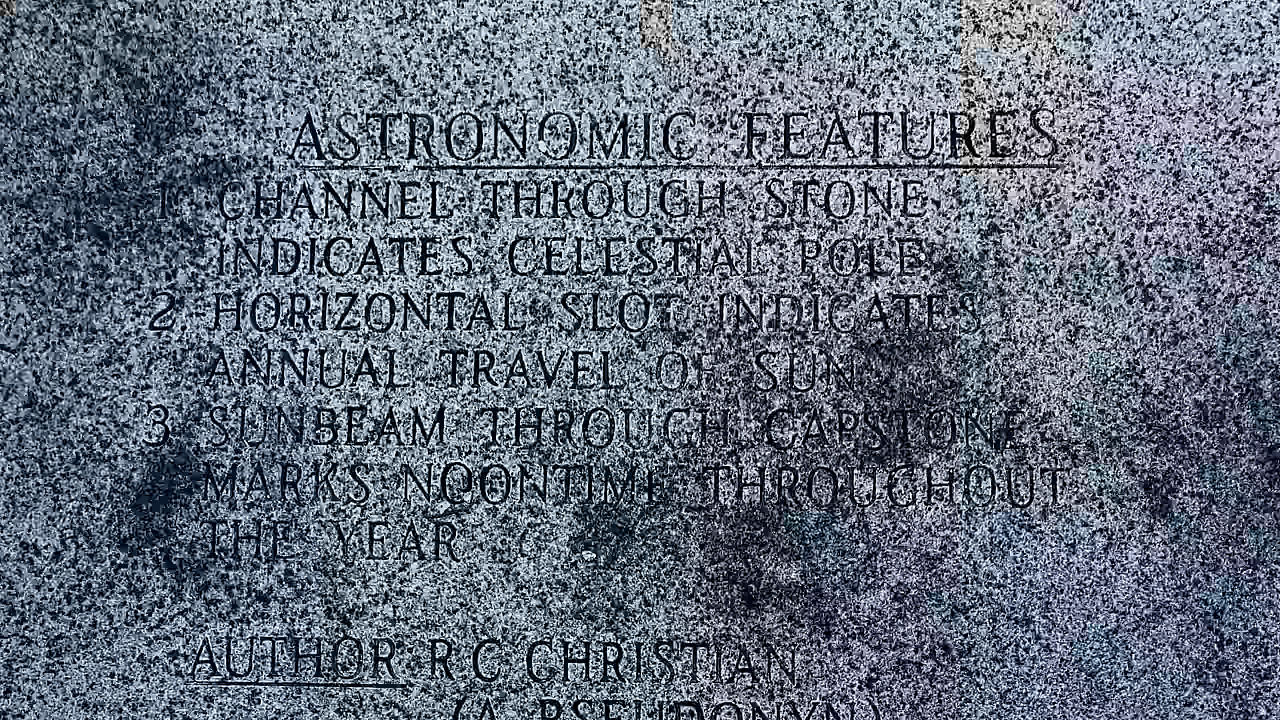 ASTRONOMIC FEATURES
1 CHANNEL THROUGH STONE
INDICATES CELESTIAL POLE
2 HORIZONTAL SLOT INDICATES
ANNUAL TRAVEL OF SUN
3 SUNBEAM THROUGH CAPSTONE
MARKS NOONTIME THROUGHOUT
THE YEAR
AUTHOR R C CHRISTIAN
(A PSEUDONYN)